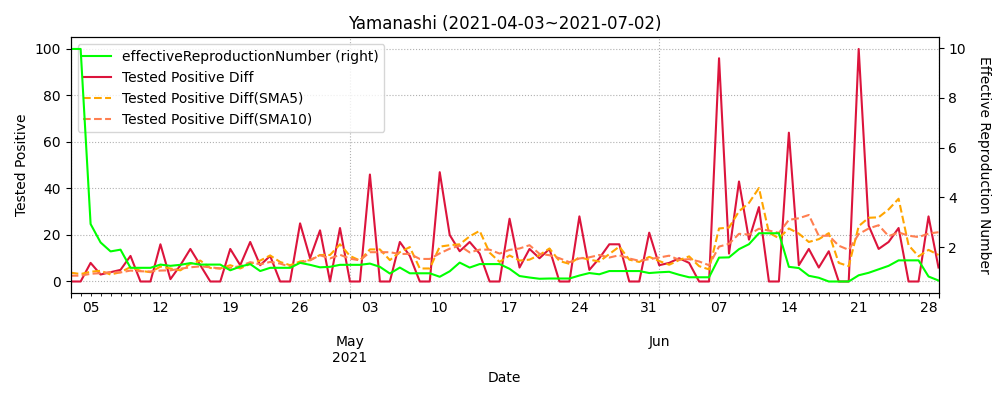 Yamanashi (2021-04-03~2021-07-02)
effectiveReproductionNumber (right)
Tested Positive Diff
Tested Positive Diff(SMA5)
Tested Positive Diff(SMA10)
Tested Positive
100
80
60
40
20
0
10
8
6
4
2
Effective Reproduction Number
05 12 19 26 03 10 17 24 31 07 14 21 28
May Jun
2021
Date